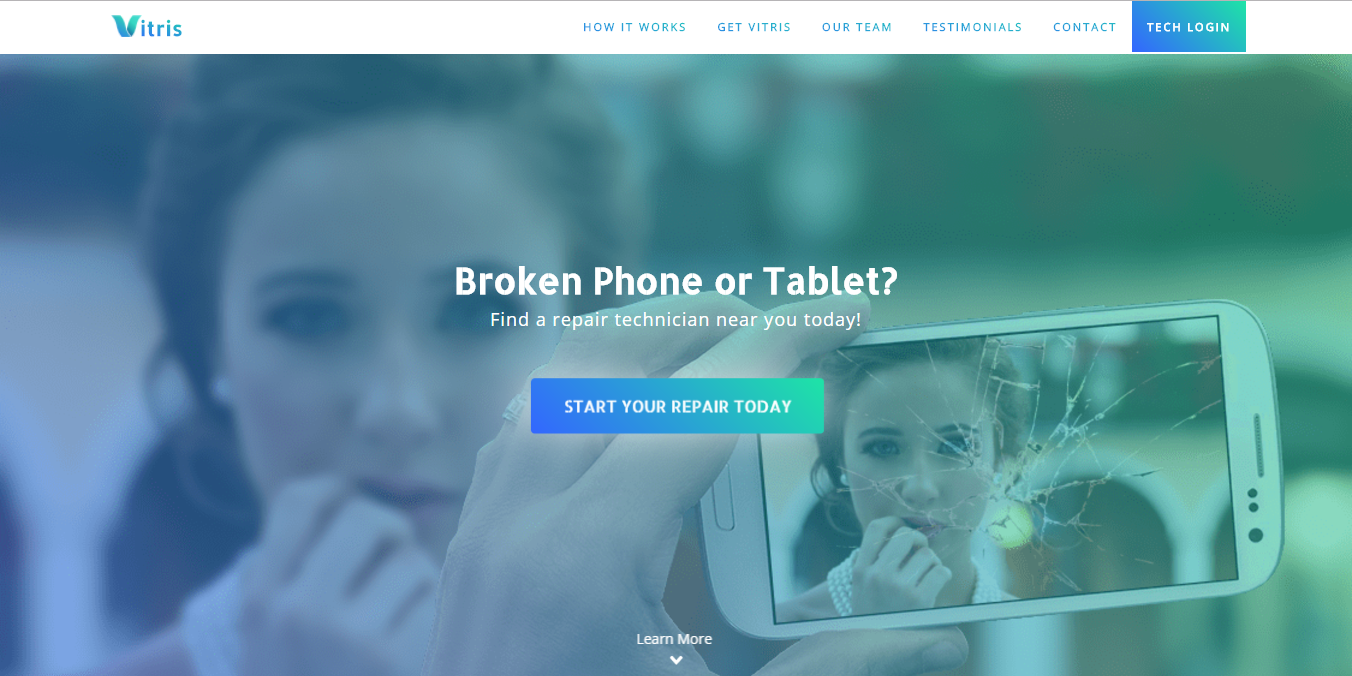 Vitris
HOW IT WORKS
GET VITRIS
OUR TEAM
TESTIMONIALS
CONTACT
TECH LOGIN
Broken Phone or Tablet?
Find a repair technician near you today!
START YOUR REPAIR TODAY
Learn More